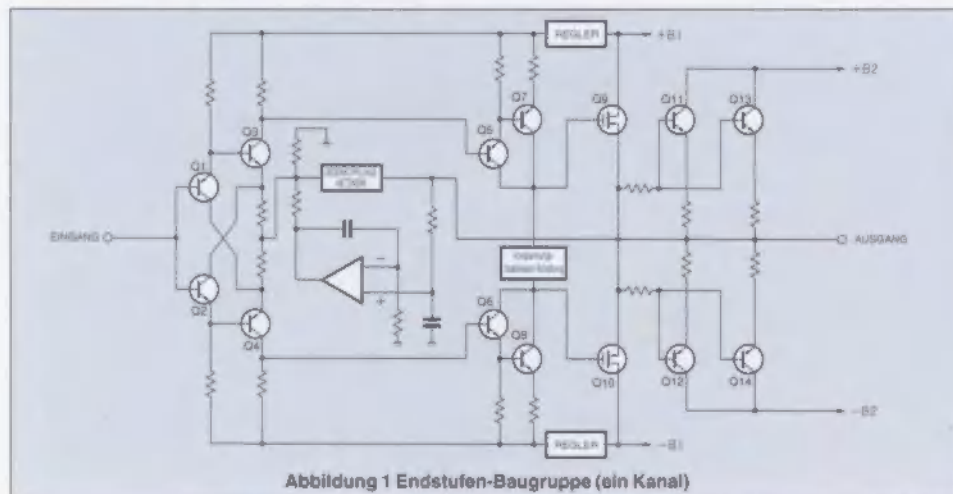 REGLER
+B1
+B2
Q7
Q9
Q11
Q13
Q3
Q5
Q1
EINGANG
AUSGANG
−
+
Q2
Q4
Q6
Q8
Q10
Q12
Q14
−B2
REGLER
−B1
Abbildung 1 Endstufen-Baugruppe (ein Kanal)